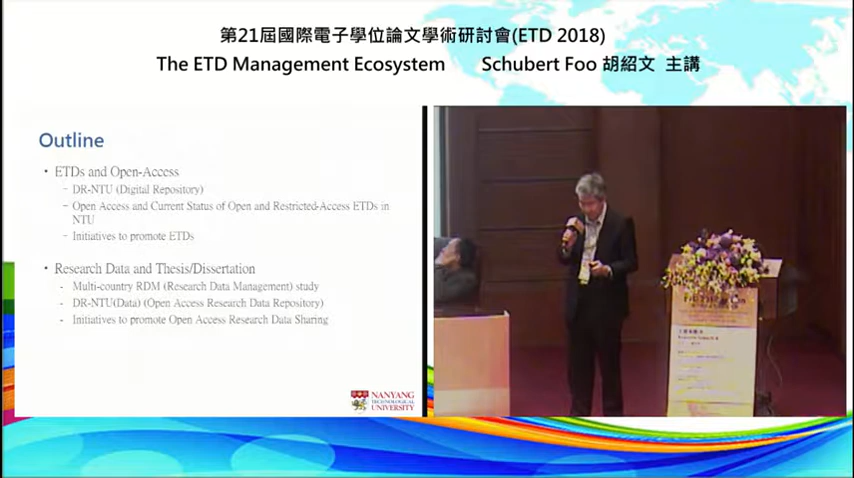 第21屆國際電子學位論文學術研討會(ETD 2018)
The ETD Management Ecosystem Schubert Foo 胡紹文 主講
Outline
• ETDs and Open-Access
– DR-NTU (Digital Repository)
– Open Access and Current Status of Open and Restricted-Access ETDs in
NTU
– Initiatives to promote ETDs
• Research Data and Thesis/Dissertation
- Multi-country RDM (Research Data Management) study
- DR-NTU(Data) (Open Access Research Data Repository)
- Initiatives to promote Open Access Research Data Sharing
NANYANG
TECHNOLOGICAL
UNIVERSITY